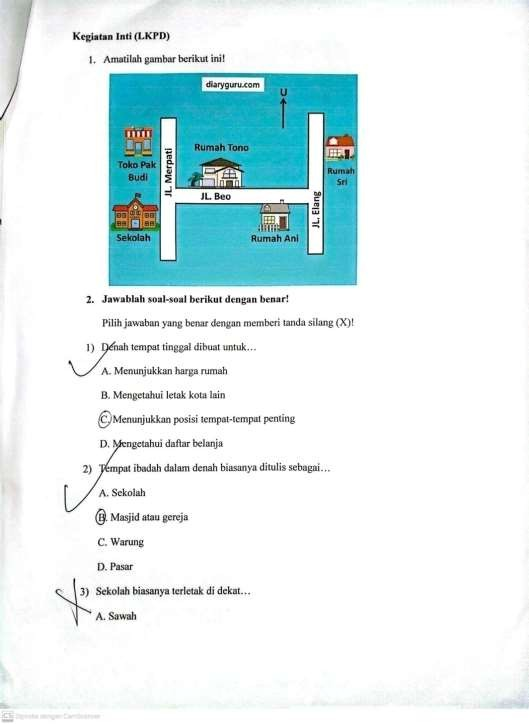 Kegiatan Inti (LKPD)
1. Amatilah gambar berikut ini!
diaryguru.com
U
Toko Pak
Budi
JL. Merpati
Rumah Tono
Rumah
Sri
JL. Beo
JL. Elang
Sekolah
Rumah Ani
2. Jawablah soal-soal berikut dengan benar!
Pilih jawaban yang benar dengan memberi tanda silang (X)!
1) Denah tempat tinggal dibuat untuk…
A. Menunjukkan harga rumah
B. Mengetahui letak kota lain
C. Menunjukkan posisi tempat-tempat penting
D. Mengetahui daftar belanja
2) Tempat ibadah dalam denah biasanya ditulis sebagai…
A. Sekolah
B. Masjid atau gereja
C. Warung
D. Pasar
3) Sekolah biasanya terletak di dekat…
A. Sawah
CS Dipindai dengan CamScanner